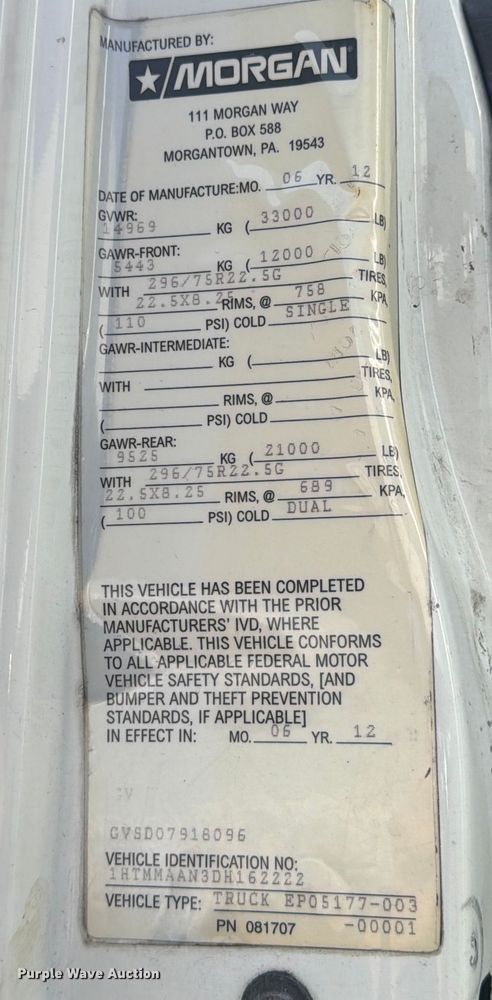 MANUFACTURED BY:
MORGAN
111 MORGAN WAY
P.O. BOX 588
MORGANTOWN, PA. 19543
DATE OF MANUFACTURE:MO. 06 YR. 12
GVWR:
14969 KG ( 33000 LB)
GAWR-FRONT:
5443 KG ( 12000 LB)
WITH 296/75R22.5G TIRES,
22.5X8.25 RIMS, @ 758 KPA,
( 110 PSI) COLD SINGLE
GAWR-INTERMEDIATE:
KG ( LB)
WITH TIRES,
RIMS, @ KPA,
( PSI) COLD
GAWR-REAR:
9525 KG ( 21000 LB)
WITH 296/75R22.5G TIRES,
22.5X8.25 RIMS, @ 689 KPA,
( 100 PSI) COLD DUAL
THIS VEHICLE HAS BEEN COMPLETED
IN ACCORDANCE WITH THE PRIOR
MANUFACTURERS' IVD, WHERE
APPLICABLE. THIS VEHICLE CONFORMS
TO ALL APPLICABLE FEDERAL MOTOR
VEHICLE SAFETY STANDARDS, [AND
BUMPER AND THEFT PREVENTION
STANDARDS, IF APPLICABLE]
IN EFFECT IN: MO. 06 YR. 12
GVSD07918096
VEHICLE IDENTIFICATION NO:
1HTMMAAN3DH162222
VEHICLE TYPE: TRUCK EP05177-003
PN 081707 -00001
Purple Wave Auction